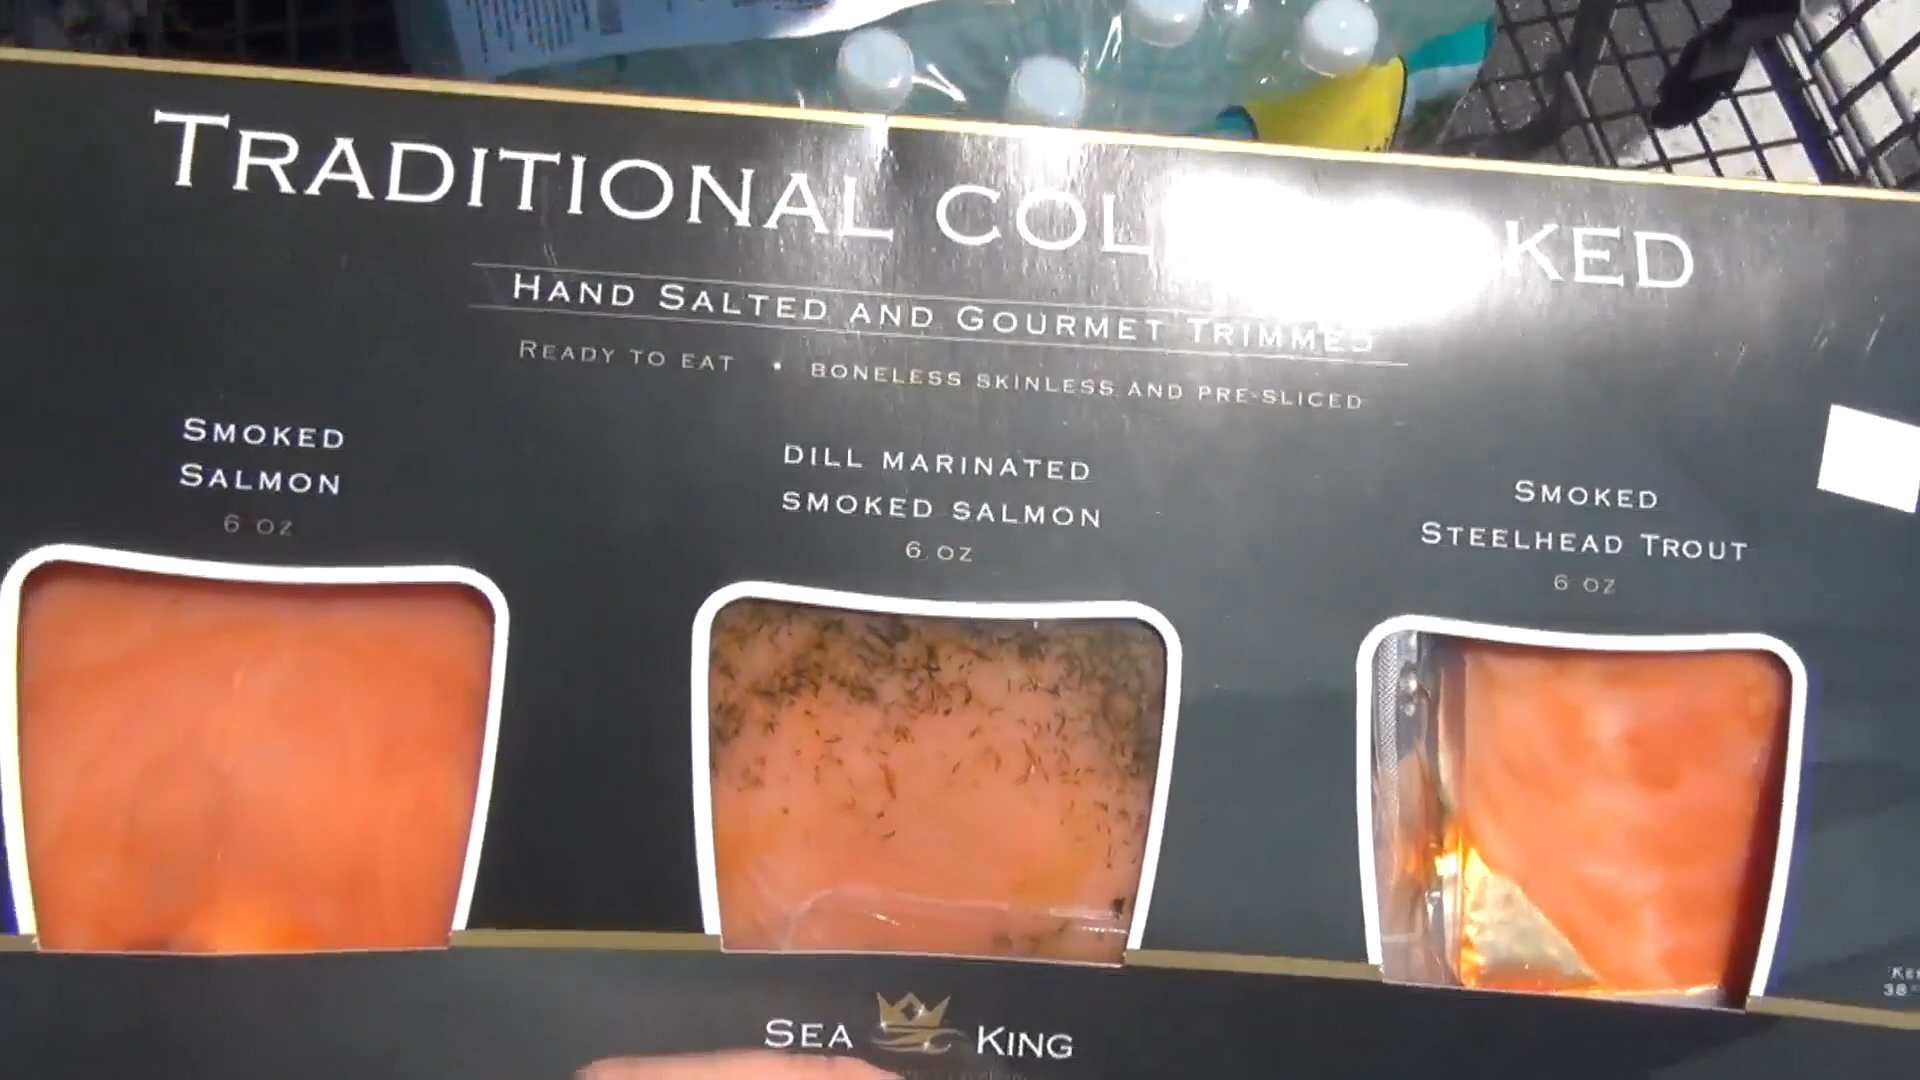 TRADITIONAL COL KED
HAND SALTED AND GOURMET TRIMMED
READY TO EAT • BONELESS SKINLESS AND PRE-SLICED
SMOKED
SALMON
6 OZ
DILL MARINATED
SMOKED SALMON
6 OZ
SMOKED
STEELHEAD TROUT
6 OZ
SEA KING
38